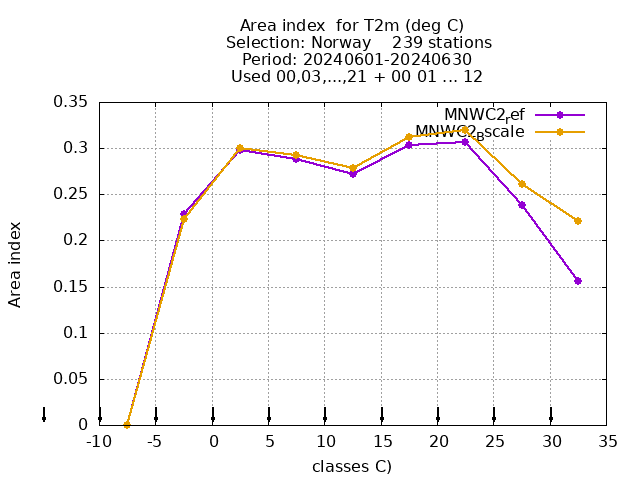 Area index  for T2m (deg C)
Selection: Norway    239 stations
Period: 20240601-20240630
Used 00,03,...,21 + 00 01 ... 12
MNWC2ref
MNWC2Bscale
0.35
0.3
0.25
0.2
0.15
0.1
0.05
0
Area index
-10 -5 0 5 10 15 20 25 30 35
classes C)